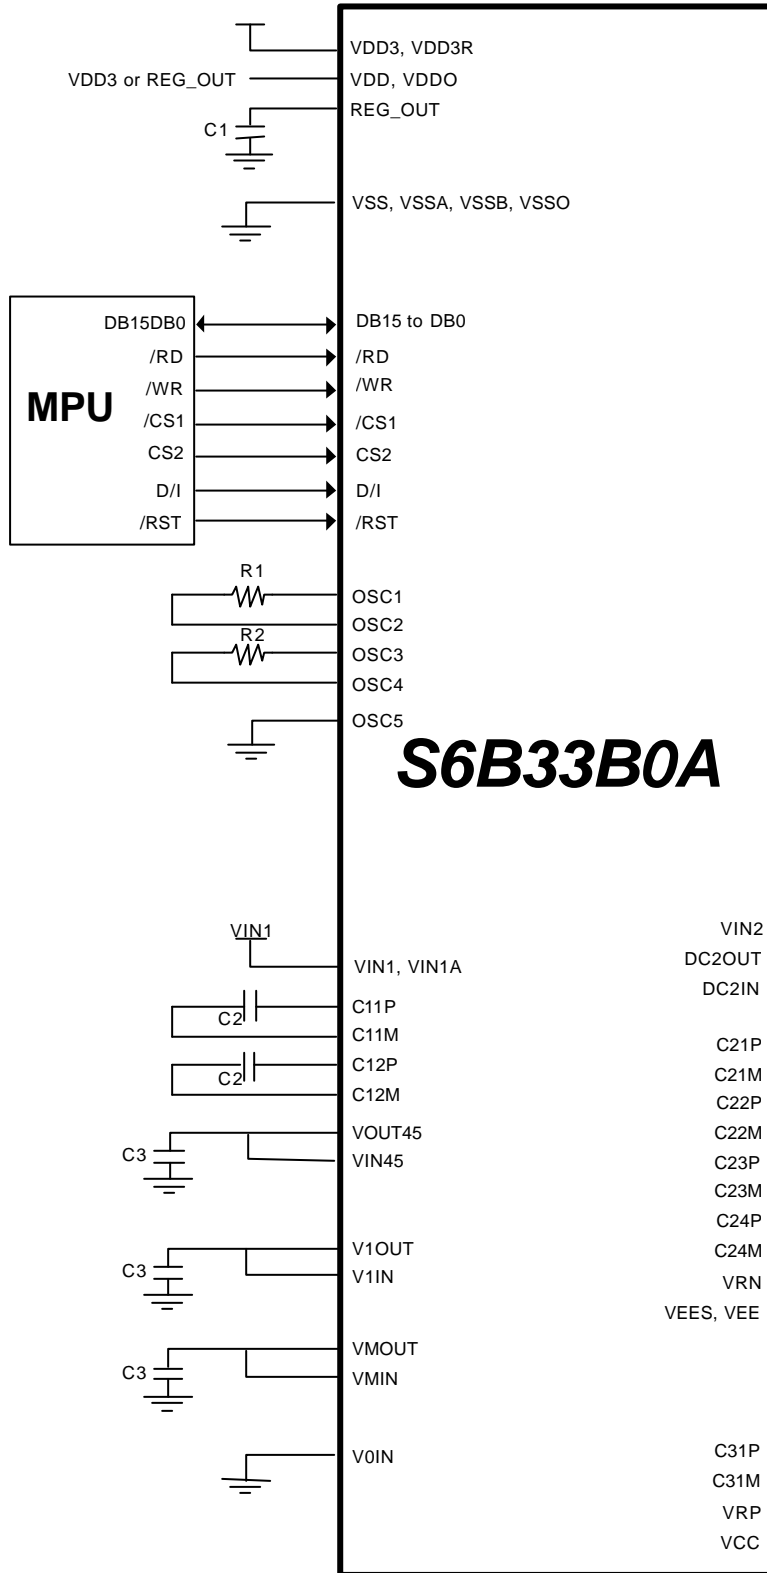 VDD3, VDD3R
VDD3 or REG_OUT VDD, VDDO
REG_OUT
C1
VSS, VSSA, VSSB, VSSO
MPU
DB15DB0 DB15 to DB0
/RD /RD
/WR /WR
/CS1 /CS1
CS2 CS2
D/I D/I
/RST /RST
R1
OSC1
OSC2
R2
OSC3
OSC4
OSC5
S6B33B0A
VIN1 VIN2
VIN1, VIN1A DC2OUT
DC2IN
C2 C11P
C11M C21P
C2 C12P C21M
C12M C22P
VOUT45 C22M
C3 VIN45 C23P
C23M
C24P
V1OUT C24M
C3 V1IN VRN
VEES, VEE
VMOUT
C3 VMIN
V0IN C31P
C31M
VRP
VCC